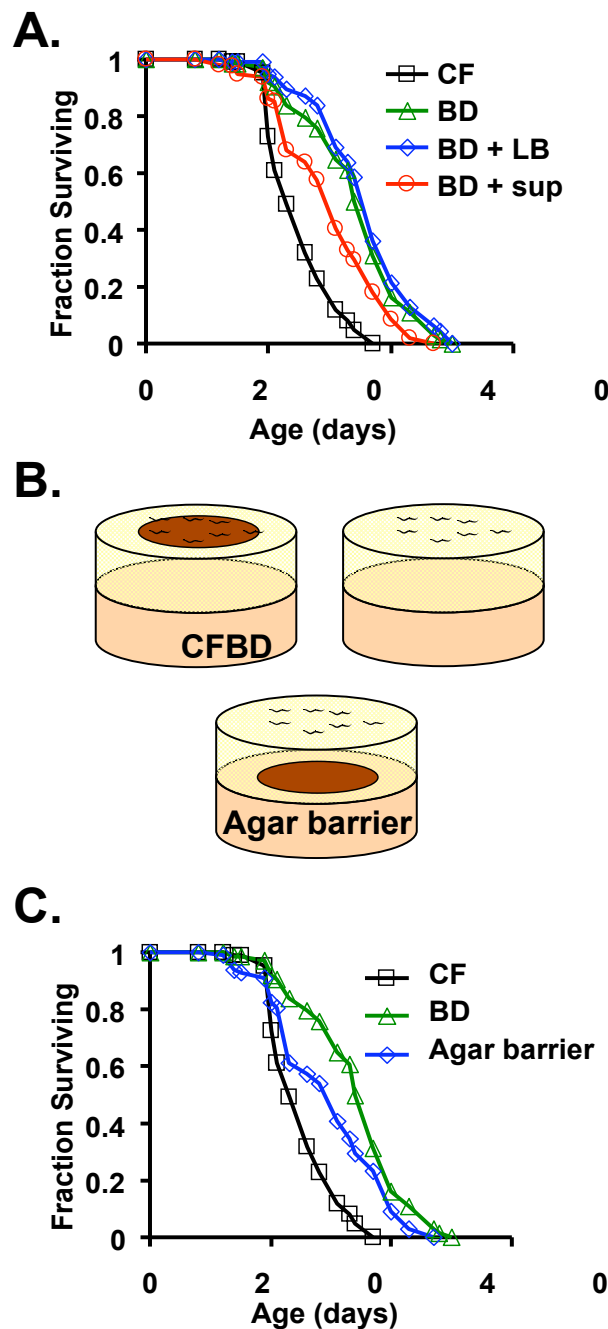 A.
1
0.8
0.6
0.4
0.2
0
Fraction Surviving
CF
BD
BD + LB
BD + sup
0 2 0 4 0
Age (days)
B.
CFBD
Agar barrier
C.
1
0.8
0.6
0.4
0.2
0
Fraction Surviving
CF
BD
Agar barrier
0 2 0 4 0
Age (days)